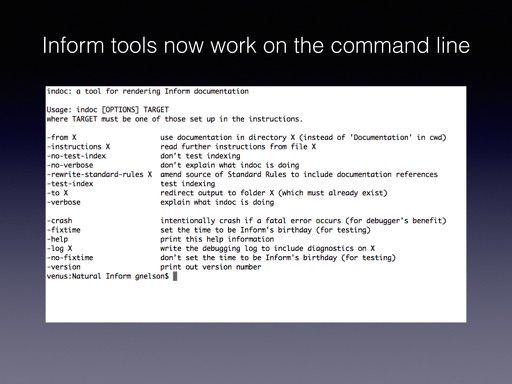 Inform tools now work on the command line
indoc: a tool for rendering Inform documentation
Usage: indoc [OPTIONS] TARGET
where TARGET must be one of those set up in the instructions.
-from X use documentation in directory X (instead of 'Documentation' in cwd)
-instructions X read further instructions from file X
-no-test-index don't test indexing
-no-verbose don't explain what indoc is doing
-rewrite-standard-rules X amend source of Standard Rules to include documentation references
-test-index test indexing
-to X redirect output to folder X (which must already exist)
-verbose explain what indoc is doing
-crash intentionally crash if a fatal error occurs (for debugger's benefit)
-fixtime set the time to be Inform's birthday (for testing)
-help print this help information
-log X write the debugging log to include diagnostics on X
-no-fixtime don't set the time to be Inform's birthday (for testing)
-version print out version number
venus:Natural Inform gnelson$